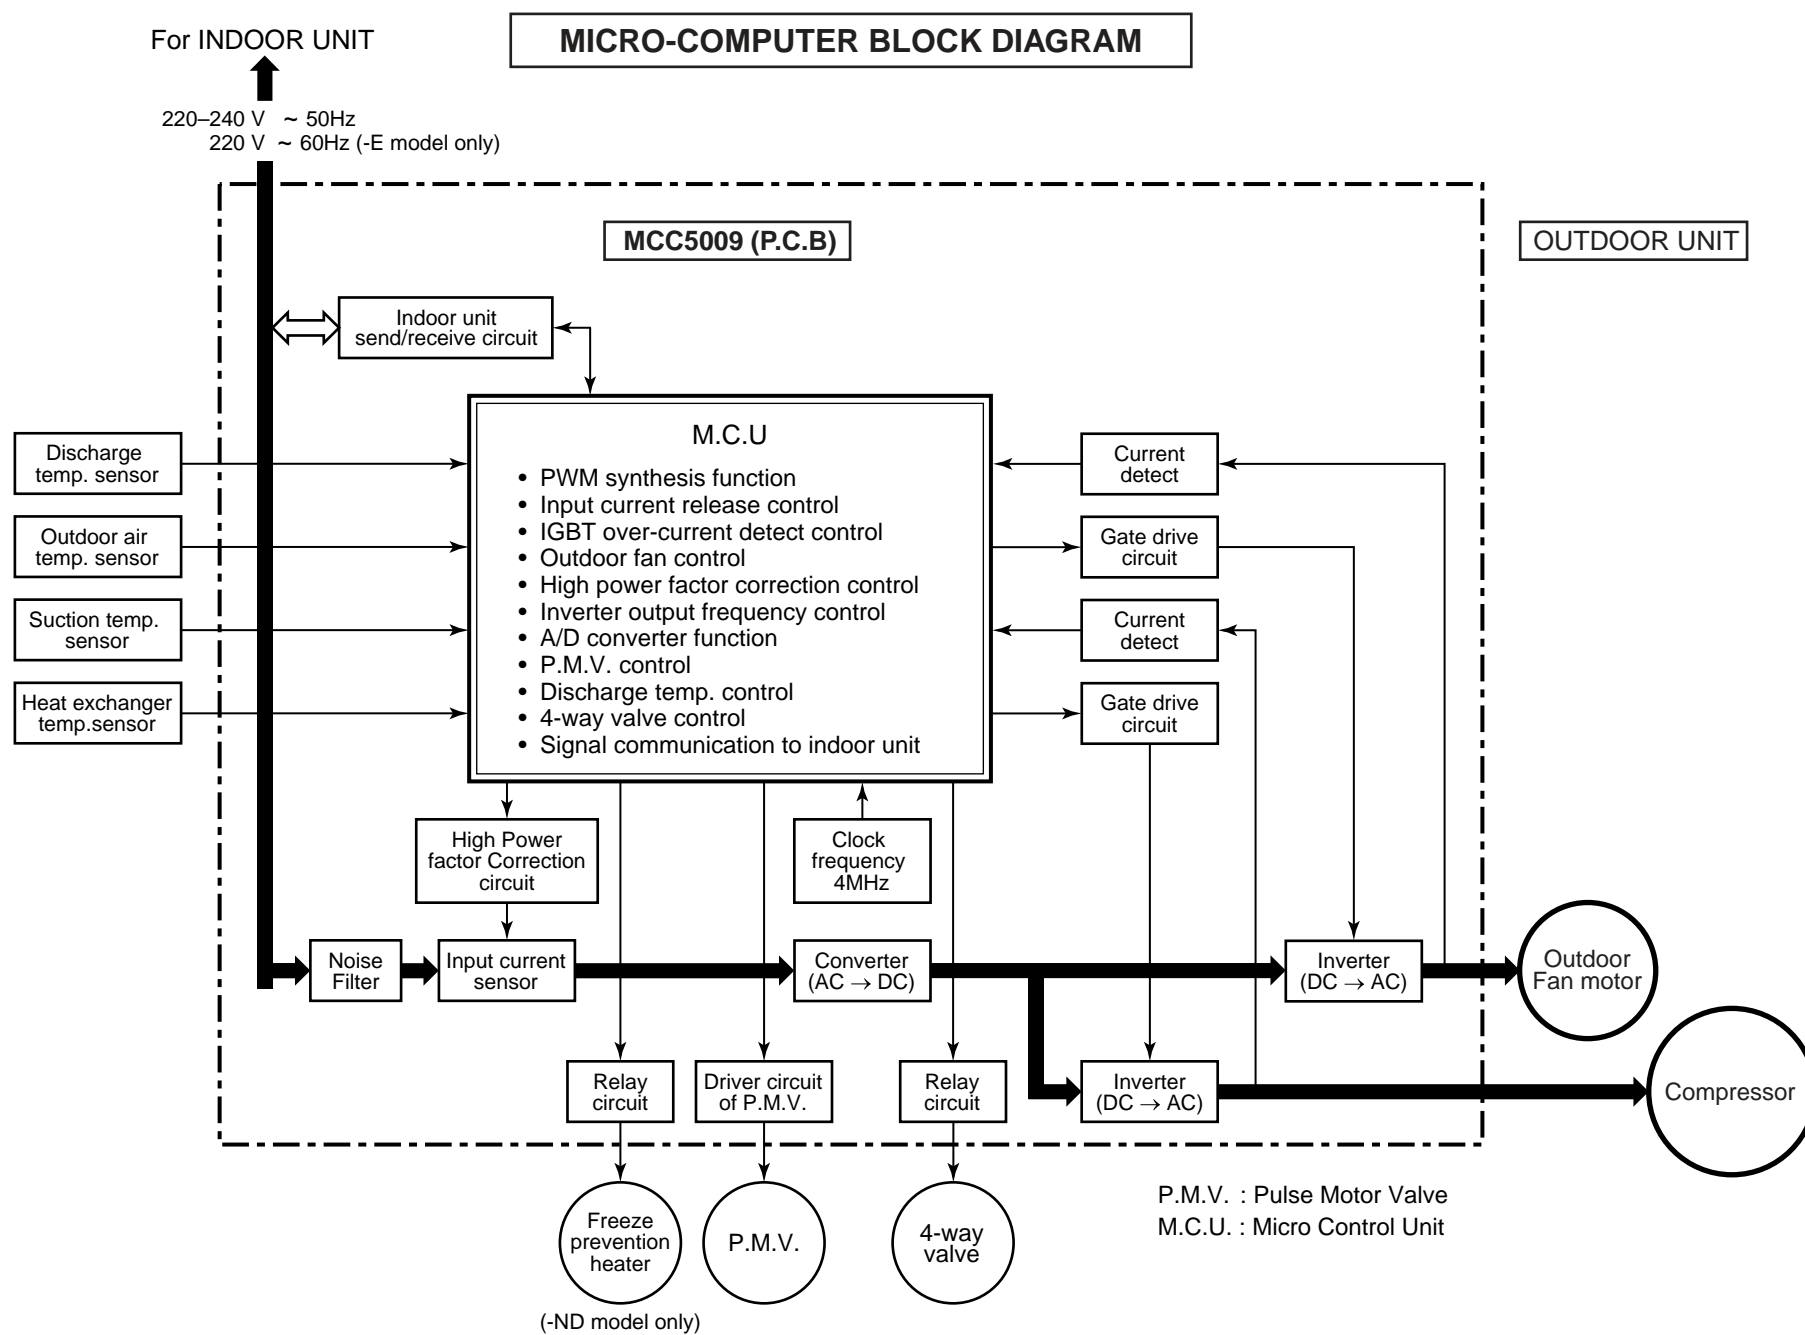 For INDOOR UNIT
MICRO-COMPUTER BLOCK DIAGRAM
220–240 V ~ 50Hz
220 V ~ 60Hz (-E model only)
MCC5009 (P.C.B)
OUTDOOR UNIT
Indoor unit
send/receive circuit
Discharge
temp. sensor
Outdoor air
temp. sensor
Suction temp.
sensor
Heat exchanger
temp.sensor
M.C.U
• PWM synthesis function
• Input current release control
• IGBT over-current detect control
• Outdoor fan control
• High power factor correction control
• Inverter output frequency control
• A/D converter function
• P.M.V. control
• Discharge temp. control
• 4-way valve control
• Signal communication to indoor unit
Current
detect
Gate drive
circuit
Current
detect
Gate drive
circuit
High Power
factor Correction
circuit
Clock
frequency
4MHz
Noise
Filter
Input current
sensor
Converter
(AC → DC)
Inverter
(DC → AC)
Outdoor
Fan motor
Relay
circuit
Driver circuit
of P.M.V.
Relay
circuit
Inverter
(DC → AC)
Compressor
Freeze
prevention
heater
P.M.V.
4-way
valve
P.M.V. : Pulse Motor Valve
M.C.U. : Micro Control Unit
(-ND model only)